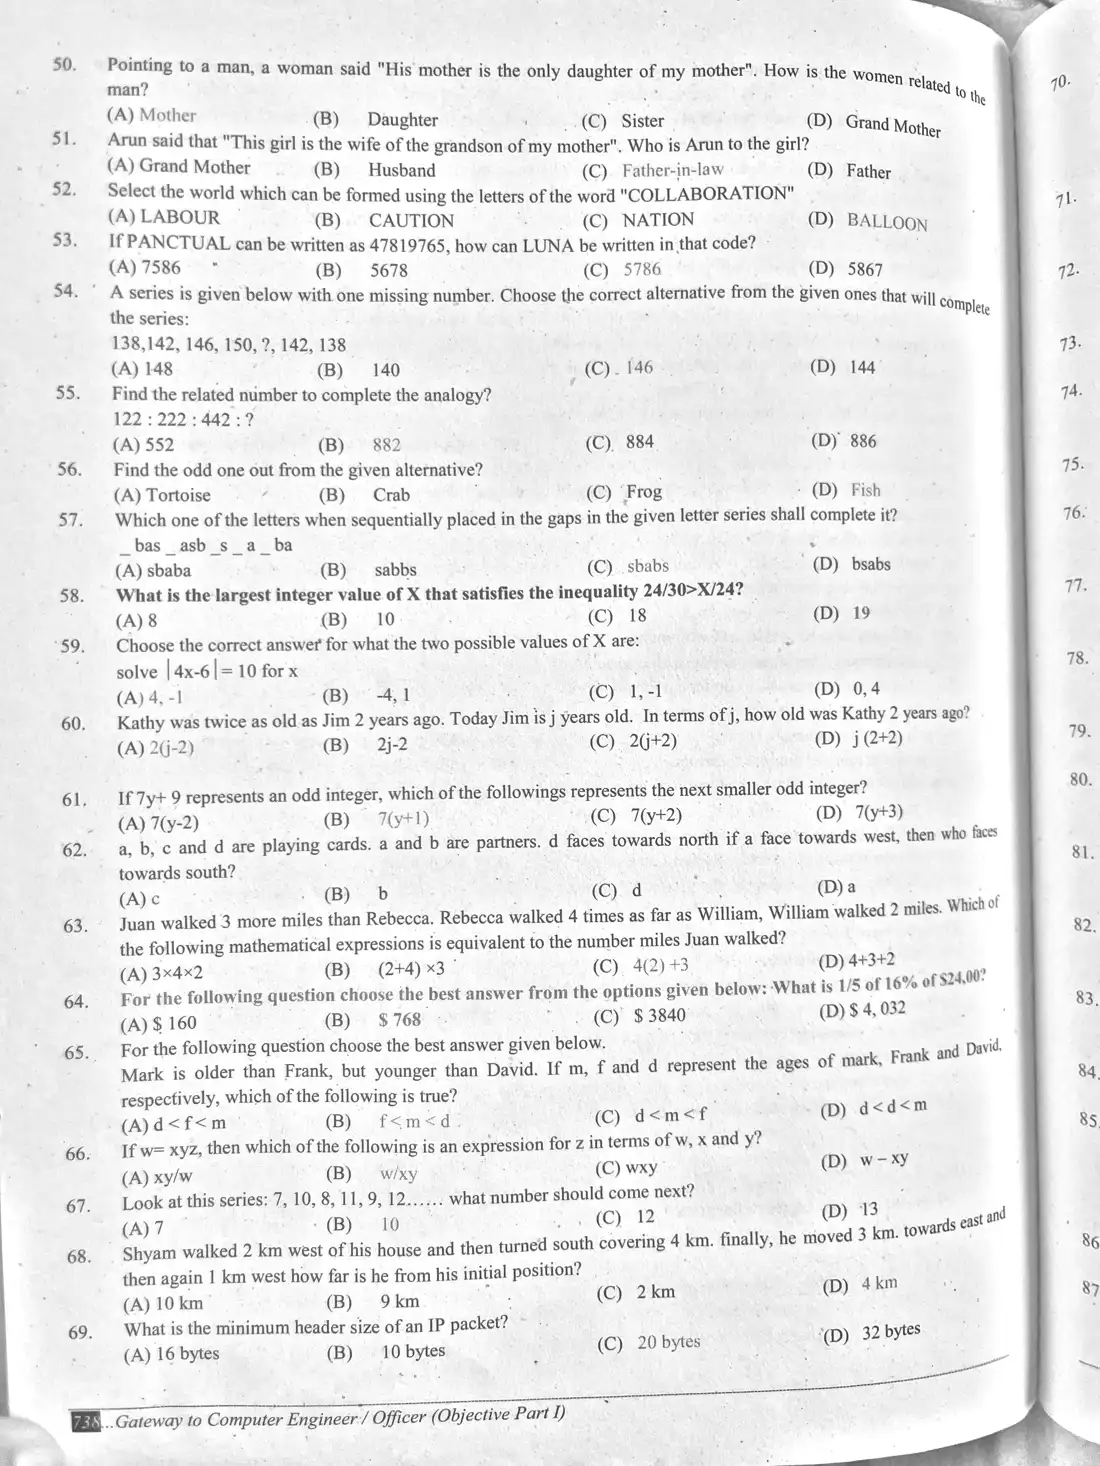 50. Pointing to a man, a woman said "His mother is the only daughter of my mother". How is the women related to the
man?
(A) Mother (B) Daughter (C) Sister (D) Grand Mother
51. Arun said that "This girl is the wife of the grandson of my mother". Who is Arun to the girl?
(A) Grand Mother (B) Husband (C) Father-in-law (D) Father
52. Select the world which can be formed using the letters of the word "COLLABORATION"
(A) LABOUR (B) CAUTION (C) NATION (D) BALLOON
53. If PANCTUAL can be written as 47819765, how can LUNA be written in that code?
(A) 7586 (B) 5678 (C) 5786 (D) 5867
54. A series is given below with one missing number. Choose the correct alternative from the given ones that will complete
the series:
138,142, 146, 150, ?, 142, 138
(A) 148 (B) 140 (C) 146 (D) 144
55. Find the related number to complete the analogy?
122 : 222 : 442 : ?
(A) 552 (B) 882 (C) 884 (D) 886
56. Find the odd one out from the given alternative?
(A) Tortoise (B) Crab (C) Frog (D) Fish
57. Which one of the letters when sequentially placed in the gaps in the given letter series shall complete it?
_ bas _ asb _s _ a _ ba
(A) sbaba (B) sabbs (C) sbabs (D) bsabs
58. What is the largest integer value of X that satisfies the inequality 24/30>X/24?
(A) 8 (B) 10 (C) 18 (D) 19
59. Choose the correct answer for what the two possible values of X are:
solve |4x-6|= 10 for x
(A) 4, -1 (B) -4, 1 (C) 1, -1 (D) 0, 4
60. Kathy was twice as old as Jim 2 years ago. Today Jim is j years old. In terms of j, how old was Kathy 2 years ago?
(A) 2(j-2) (B) 2j-2 (C) 2(j+2) (D) j (2+2)
61. If 7y+ 9 represents an odd integer, which of the followings represents the next smaller odd integer?
(A) 7(y-2) (B) 7(y+1) (C) 7(y+2) (D) 7(y+3)
62. a, b, c and d are playing cards. a and b are partners. d faces towards north if a face towards west, then who faces
towards south?
(A) c (B) b (C) d (D) a
63. Juan walked 3 more miles than Rebecca. Rebecca walked 4 times as far as William, William walked 2 miles. Which of
the following mathematical expressions is equivalent to the number miles Juan walked?
(A) 3×4×2 (B) (2+4) ×3 (C) 4(2) +3 (D) 4+3+2
64. For the following question choose the best answer from the options given below: What is 1/5 of 16% of $24,00?
(A) $ 160 (B) $ 768 (C) $ 3840 (D) $ 4, 032
65. For the following question choose the best answer given below.
Mark is older than Frank, but younger than David. If m, f and d represent the ages of mark, Frank and David,
respectively, which of the following is true?
(A) d < f < m (B) f < m < d (C) d < m < f (D) d < d < m
66. If w= xyz, then which of the following is an expression for z in terms of w, x and y?
(A) xy/w (B) w/xy (C) wxy (D) w – xy
67. Look at this series: 7, 10, 8, 11, 9, 12...... what number should come next?
(A) 7 (B) 10 (C) 12 (D) 13
68. Shyam walked 2 km west of his house and then turned south covering 4 km. finally, he moved 3 km. towards east and
then again 1 km west how far is he from his initial position?
(A) 10 km (B) 9 km (C) 2 km (D) 4 km
69. What is the minimum header size of an IP packet?
(A) 16 bytes (B) 10 bytes (C) 20 bytes (D) 32 bytes
738...Gateway to Computer Engineer / Officer (Objective Part I)
70.
71.
72.
73.
74.
75.
76.
77.
78.
79.
80.
81.
82.
83.
84.
85.
86
87